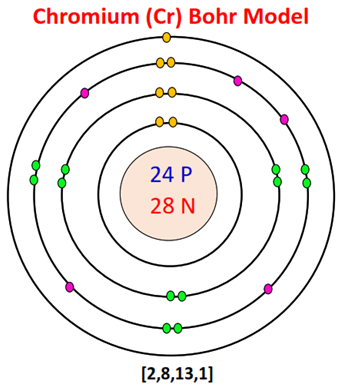 Chromium (Cr) Bohr Model
24 P
28 N
[2,8,13,1]